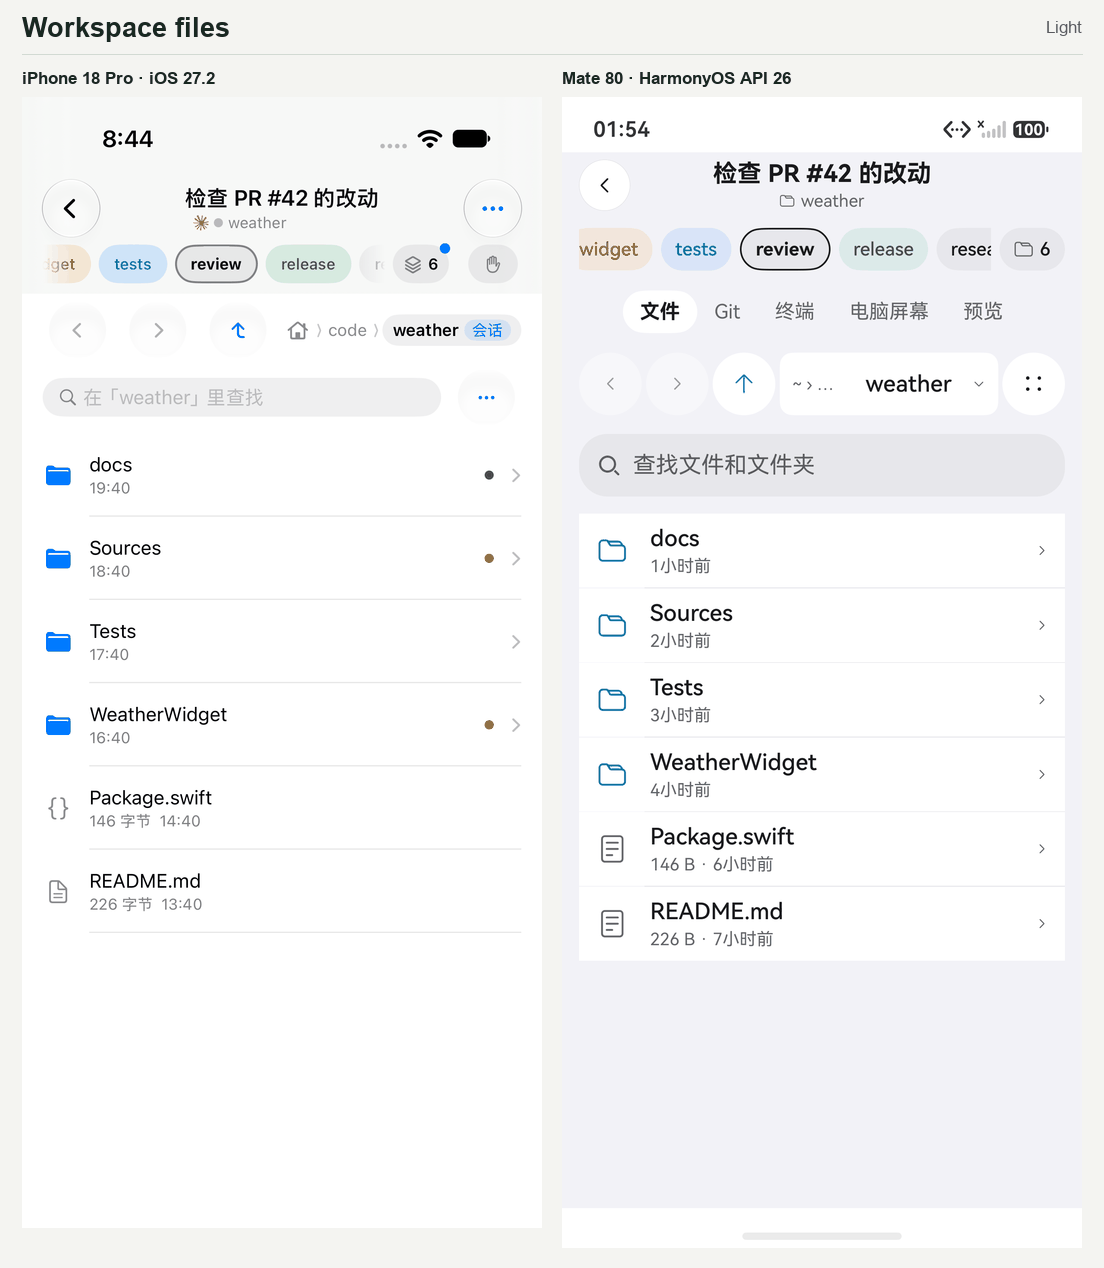 Workspace files
Light
iPhone 18 Pro · iOS 27.2
8:44
检查 PR #42 的改动
weather
dget
tests
review
release
re
6
code
weather
会话
在「weather」里查找
docs
19:40
Sources
18:40
Tests
17:40
WeatherWidget
16:40
Package.swift
146 字节 14:40
README.md
226 字节 13:40
Mate 80 · HarmonyOS API 26
01:54
100
检查 PR #42 的改动
weather
widget
tests
review
release
resea
6
文件
Git
终端
电脑屏幕
预览
~ › ...
weather
查找文件和文件夹
docs
1小时前
Sources
2小时前
Tests
3小时前
WeatherWidget
4小时前
Package.swift
146 B · 6小时前
README.md
226 B · 7小时前